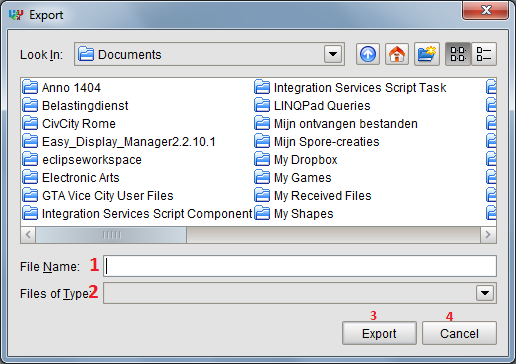 Export
Look In: Documents
Anno 1404
Integration Services Script Task
Belastingdienst
LINQPad Queries
CivCity Rome
Mijn ontvangen bestanden
Easy_Display_Manager2.2.10.1
Mijn Spore-creaties
eclipseworkspace
My Dropbox
Electronic Arts
My Games
GTA Vice City User Files
My Received Files
Integration Services Script Component
My Shapes
File Name: 1
Files of Type: 2
3 4
Export Cancel